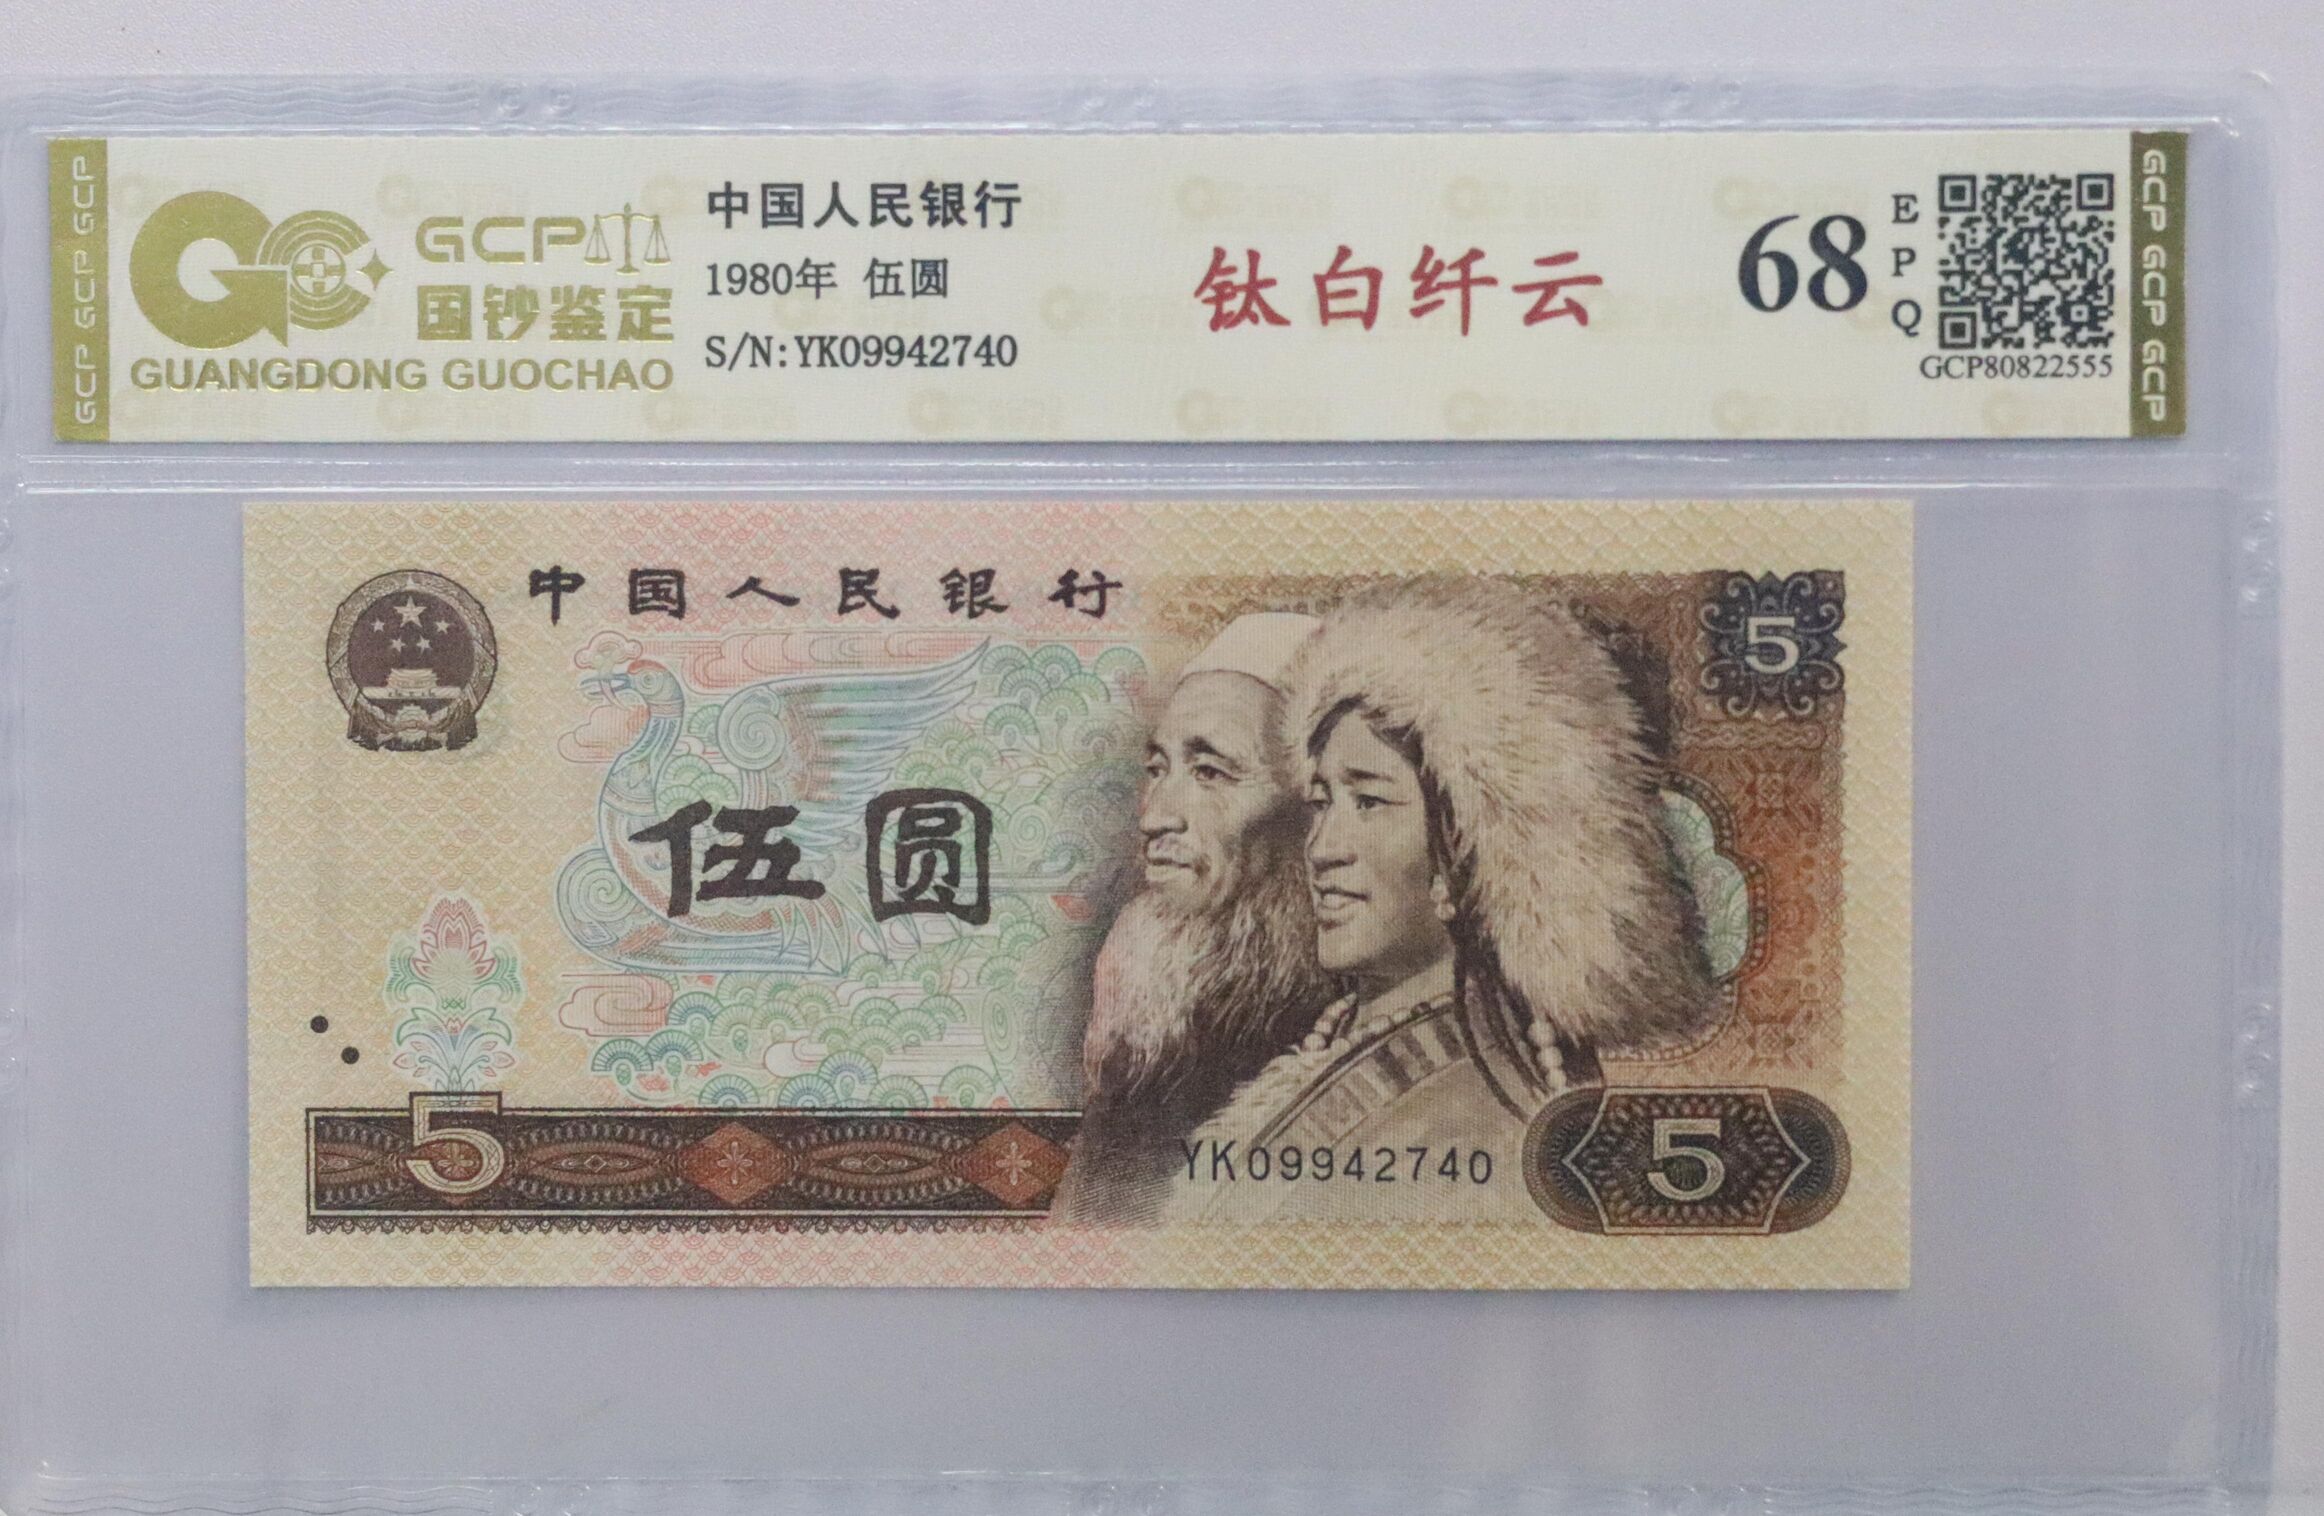 GCP GCP GCP
GCP
国钞鉴定
GUANGDONG GUOCHAO
中国人民银行
1980年 伍圆
S/N:YK09942740
钛白纤云
68
EPQ
GCP80822555
GCP GCP GCP
中国人民银行
5
伍圆
5
YK09942740
5